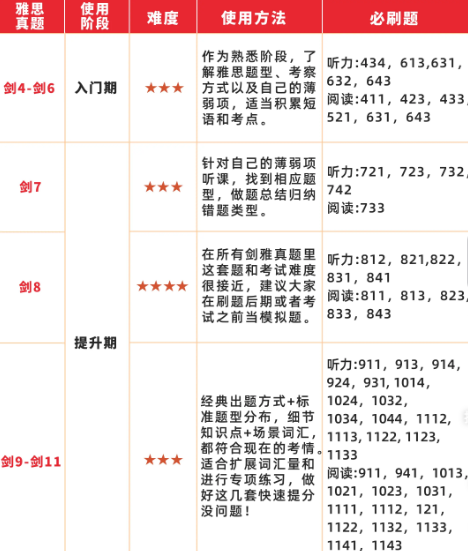 雅思
真题
使用
阶段
难度
使用方法
必刷题
剑4-剑6
入门期
★★★
作为熟悉阶段，了
解雅思题型、考察
方式以及自己的薄
弱项，适当积累短
语和考点。
听力:434，613,631，
632，643
阅读:411，423，433，
521，631，643
剑7
★★★
针对自己的薄弱项
听课，找到相应题
型，做题总结归纳
错题类型。
听力:721，723，732，
742
阅读:733
剑8
提升期
★★★★
在所有剑雅真题里
这套题和考试难度
很接近，建议大家
在刷题后期或者考
试之前当模拟题。
听力:812，821,822，
831，841
阅读:811，813，823，
833，843
剑9-剑11
★★★
经典出题方式+标
准题型分布，细节
知识点+场景词汇，
都符合现在的考情。
适合扩展词汇量和
进行专项练习，做
好这几套快速提分
没问题！
听力:911，913，914，
924，931, 1014，
1024，1032，
1034，1044，1112，
1113, 1122, 1123，
1133
阅读:911，941，1013，
1021，1023，1031，
1111，1112，121，
1122，1132，1133，
1141，1143